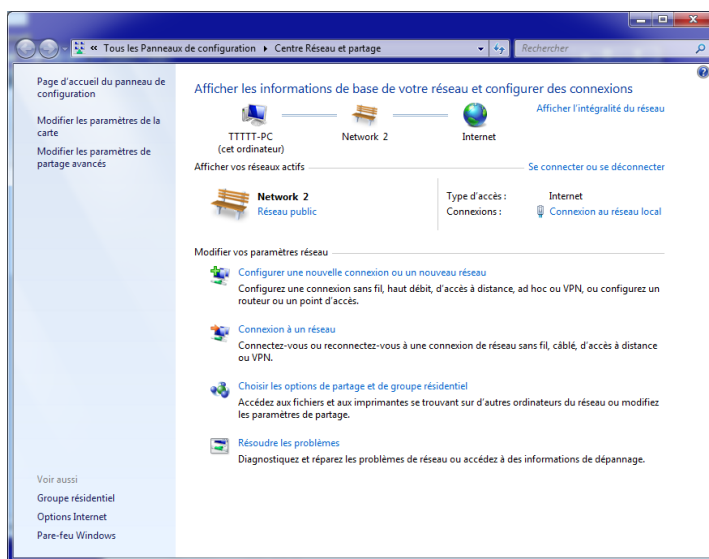 « Tous les Panneaux de configuration ▸ Centre Réseau et partage
Rechercher
Page d'accueil du panneau de
configuration
Modifier les paramètres de la
carte
Modifier les paramètres de
partage avancés
Afficher les informations de base de votre réseau et configurer des connexions
Afficher l'intégralité du réseau
TTTTT-PC
(cet ordinateur)
Network 2
Internet
Afficher vos réseaux actifs
Se connecter ou se déconnecter
Network 2
Réseau public
Type d'accès : Internet
Connexions : Connexion au réseau local
Modifier vos paramètres réseau
Configurer une nouvelle connexion ou un nouveau réseau
Configurez une connexion sans fil, haut débit, d'accès à distance, ad hoc ou VPN, ou configurez un
routeur ou un point d'accès.
Connexion à un réseau
Connectez-vous ou reconnectez-vous à une connexion de réseau sans fil, câblé, d'accès à distance
ou VPN.
Choisir les options de partage et de groupe résidentiel
Accédez aux fichiers et aux imprimantes se trouvant sur d'autres ordinateurs du réseau ou modifiez
les paramètres de partage.
Résoudre les problèmes
Diagnostiquez et réparez les problèmes de réseau ou accédez à des informations de dépannage.
Voir aussi
Groupe résidentiel
Options Internet
Pare-feu Windows